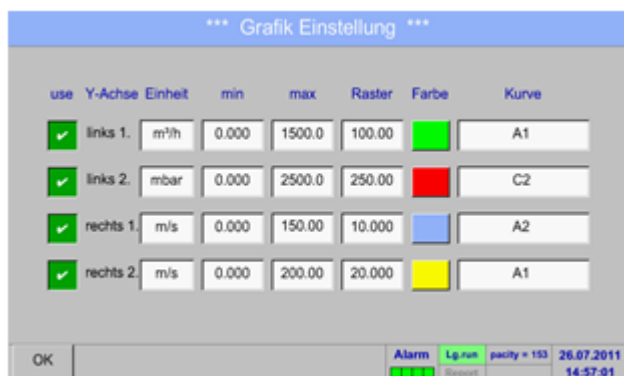 *** Grafik Einstellung ***
use Y-Achse Einheit min max Raster Farbe Kurve
links 1. m³/h 0.000 1500.0 100.00 A1
links 2. mbar 0.000 2500.0 250.00 C2
rechts 1. m/s 0.000 150.00 10.000 A2
rechts 2. m/s 0.000 200.00 20.000 A1
OK Alarm Lg.run pacity = 153 26.07.2011
Report 14:57:01